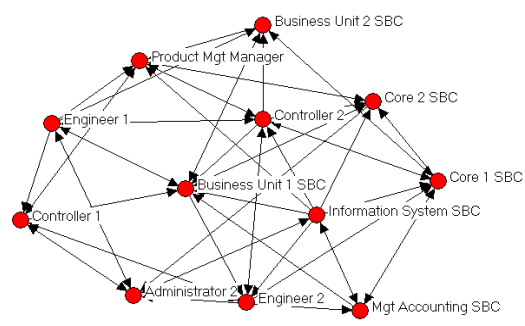 Business Unit 2 SBC
Product Mgt Manager
Core 2 SBC
Engineer 1
Controller 2
Core 1 SBC
Business Unit 1 SBC
Controller 1
Information System SBC
Administrator 2
Engineer 2
Mgt Accounting SBC